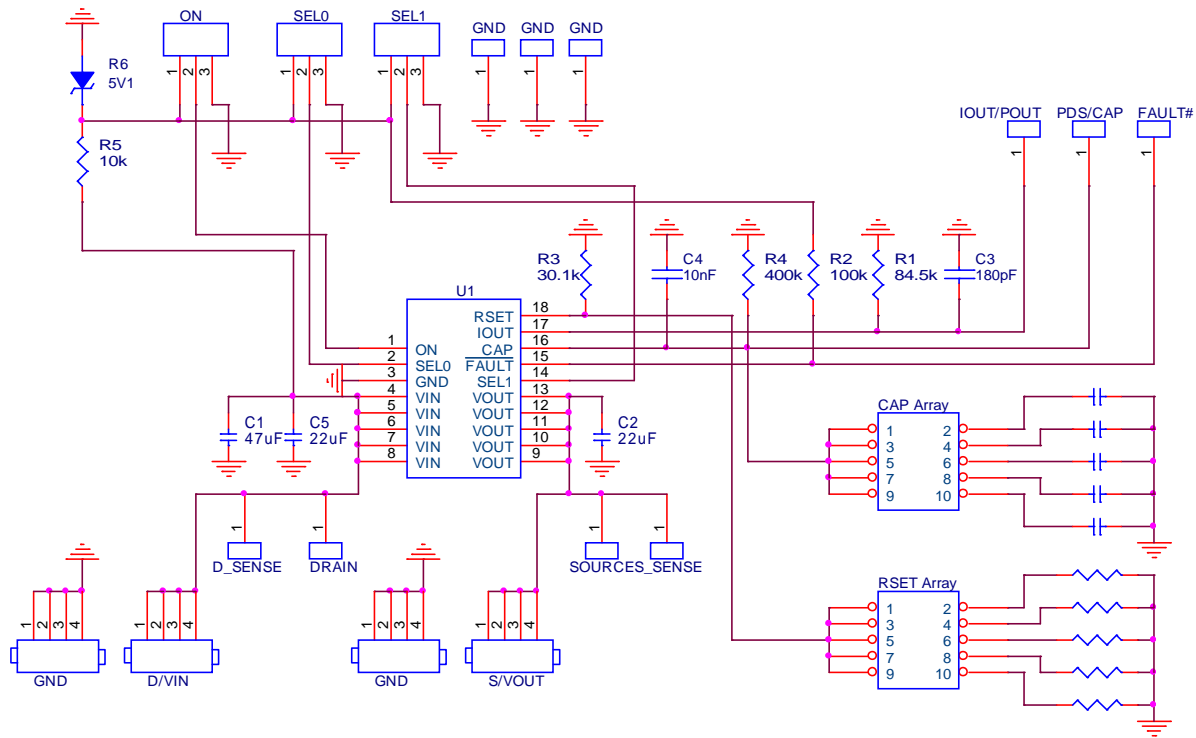 ON
SEL0
SEL1
GND
GND
GND
1
2
3
1
2
3
1
2
3
1
1
1
R6
5V1
R5
10k
IOUT/POUT
PDS/CAP
FAULT#
1
1
1
R3
30.1k
C4
10nF
R4
400k
R2
100k
R1
84.5k
C3
180pF
U1
RSET
18
IOUT
17
1
ON
CAP
16
2
SEL0
FAULT
15
3
GND
SEL1
14
4
VIN
VOUT
13
5
VIN
VOUT
12
6
VIN
VOUT
11
7
VIN
VOUT
10
8
VIN
VOUT
9
C1
47uF
C5
22uF
C2
22uF
CAP Array
1
2
3
4
5
6
7
8
9
10
1
1
1
1
D_SENSE
DRAIN
SOURCES_SENSE
RSET Array
1
2
3
4
5
6
7
8
9
10
1
2
3
4
1
2
3
4
1
2
3
4
1
2
3
4
GND
D/VIN
GND
S/VOUT